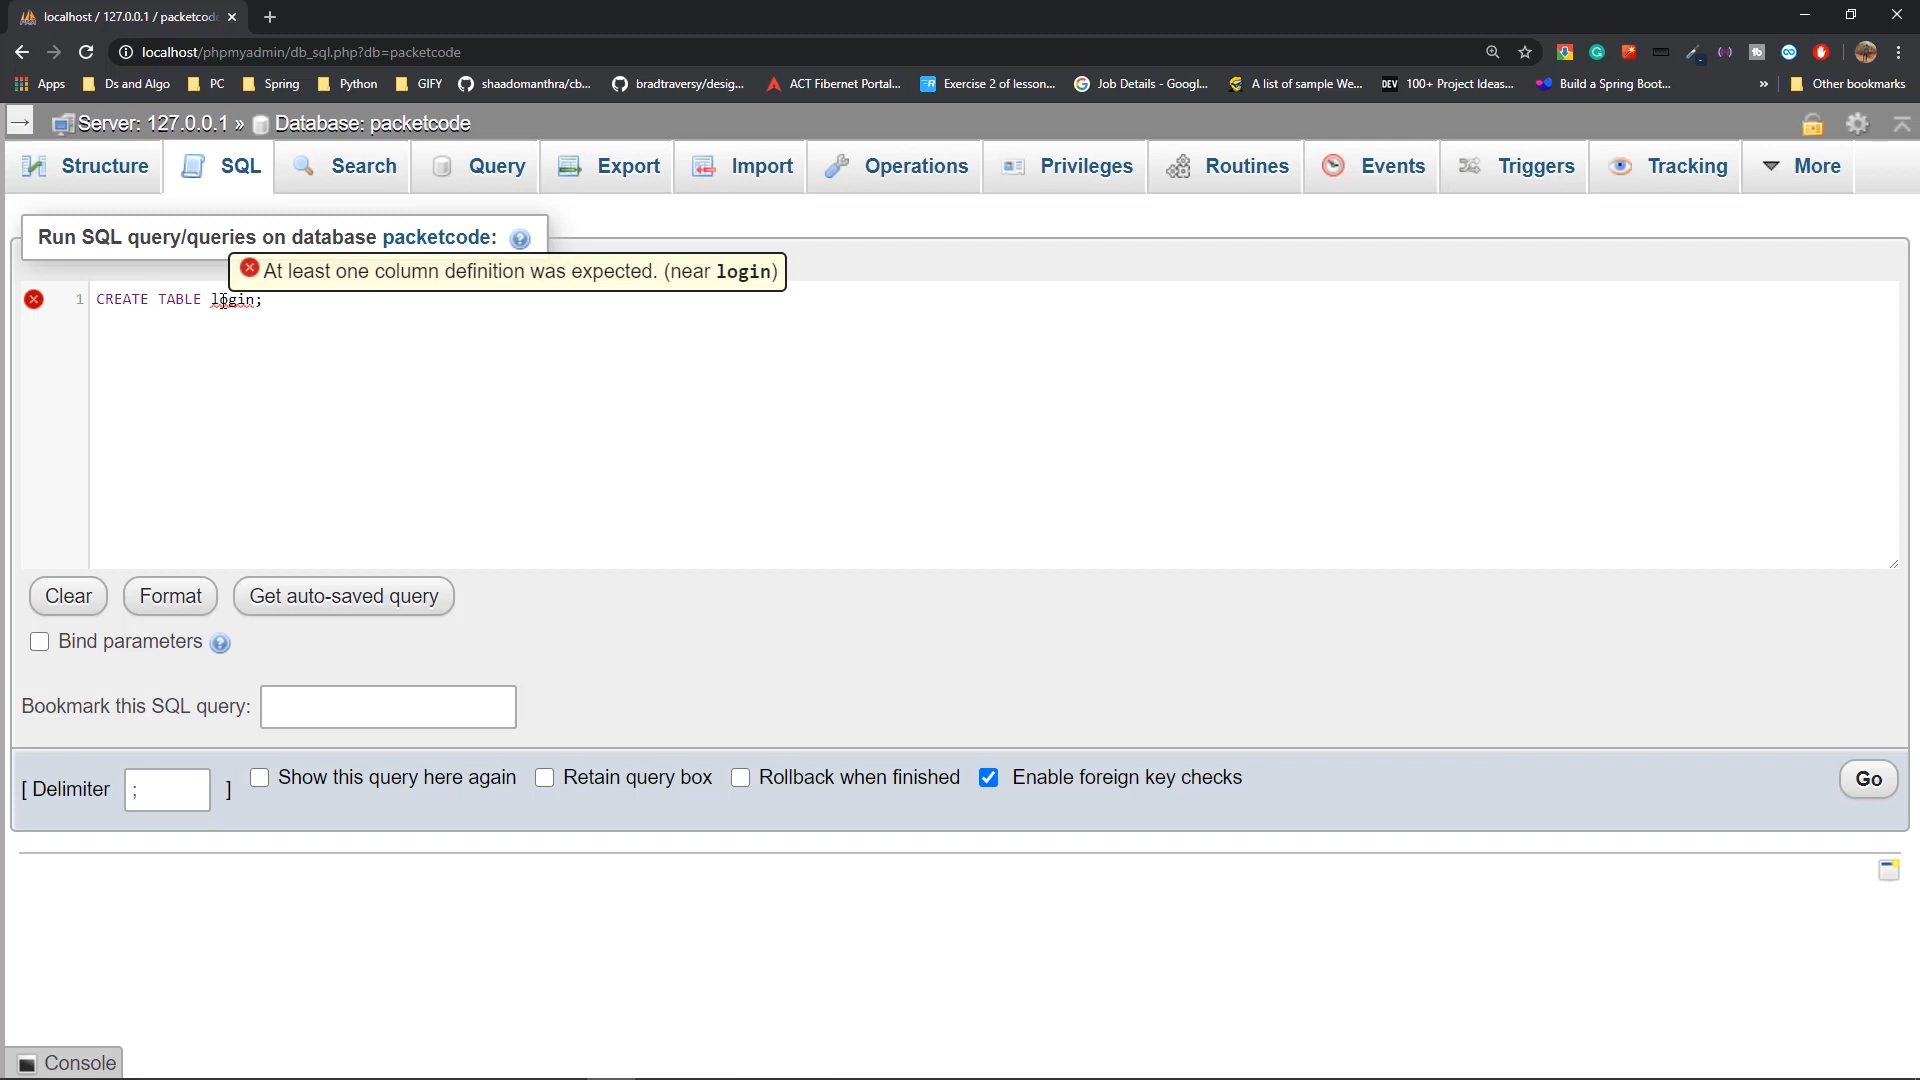 localhost / 127.0.0.1 / packetcode
localhost/phpmyadmin/db_sql.php?db=packetcode
Apps Ds and Algo PC Spring Python GIFY shaadomanthra/cb... bradtraversy/desig... ACT Fibernet Portal... Exercise 2 of lesson... Job Details - Googl... A list of sample We... DEV 100+ Project Ideas... Build a Spring Boot... » Other bookmarks
Server: 127.0.0.1 » Database: packetcode
Structure SQL Search Query Export Import Operations Privileges Routines Events Triggers Tracking More
Run SQL query/queries on database packetcode:
At least one column definition was expected. (near login)
1 CREATE TABLE login;
Clear Format Get auto-saved query
Bind parameters
Bookmark this SQL query:
[ Delimiter ; ] Show this query here again Retain query box Rollback when finished Enable foreign key checks Go
Console